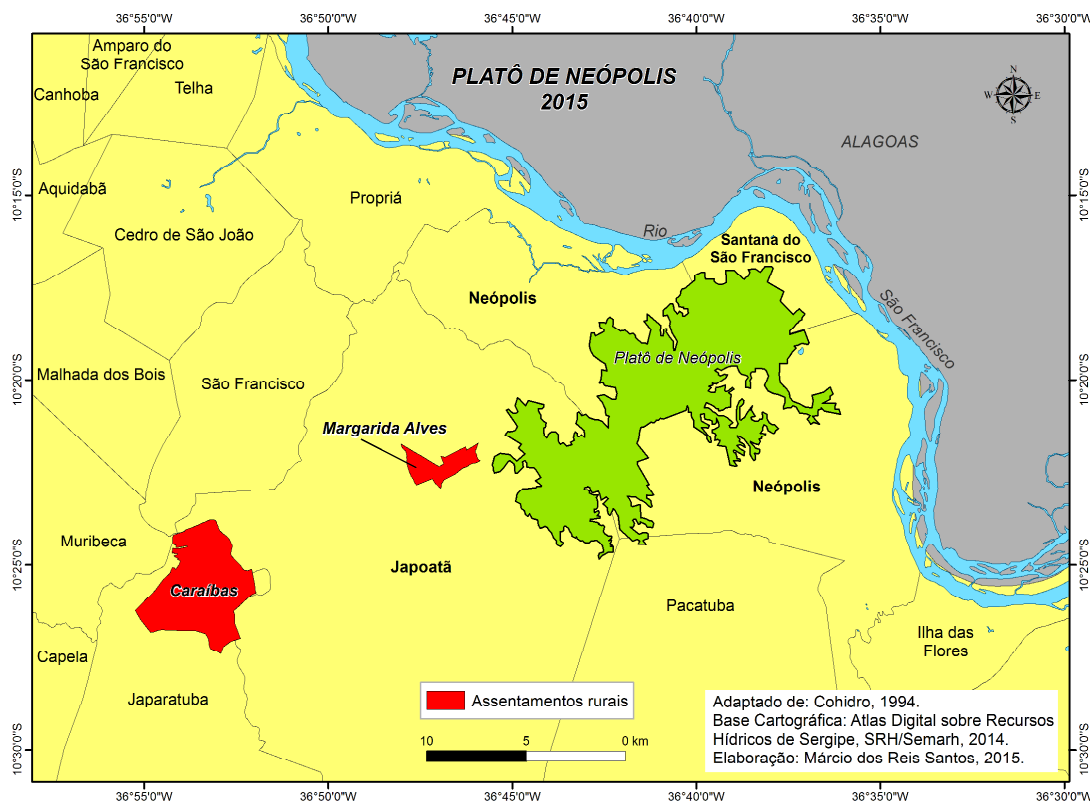 36°55'0"W 36°50'0"W 36°45'0"W 36°40'0"W 36°35'0"W 36°30'0"W
PLATÔ DE NEÓPOLIS
2015
N
W E
S
Amparo do
São Francisco
Telha
Canhoba
ALAGOAS
10°15'0"S
10°15'0"S
Aquidabã
Propriá
Cedro de São João
Rio
Santana do
São Francisco
Neópolis
São Francisco
Platô de Neópolis
10°20'0"S
10°20'0"S
Malhada dos Bois
São Francisco
Margarida Alves
Neópolis
Muribeca
10°25'0"S
10°25'0"S
Japoatã
Caraíbas
Pacatuba
Ilha das
Flores
Capela
Japaratuba
Assentamentos rurais
10 5 0 km
Adaptado de: Cohidro, 1994.
Base Cartográfica: Atlas Digital sobre Recursos
Hídricos de Sergipe, SRH/Semarh, 2014.
Elaboração: Márcio dos Reis Santos, 2015.
10°30'0"S
10°30'0"S
36°55'0"W 36°50'0"W 36°45'0"W 36°40'0"W 36°35'0"W 36°30'0"W